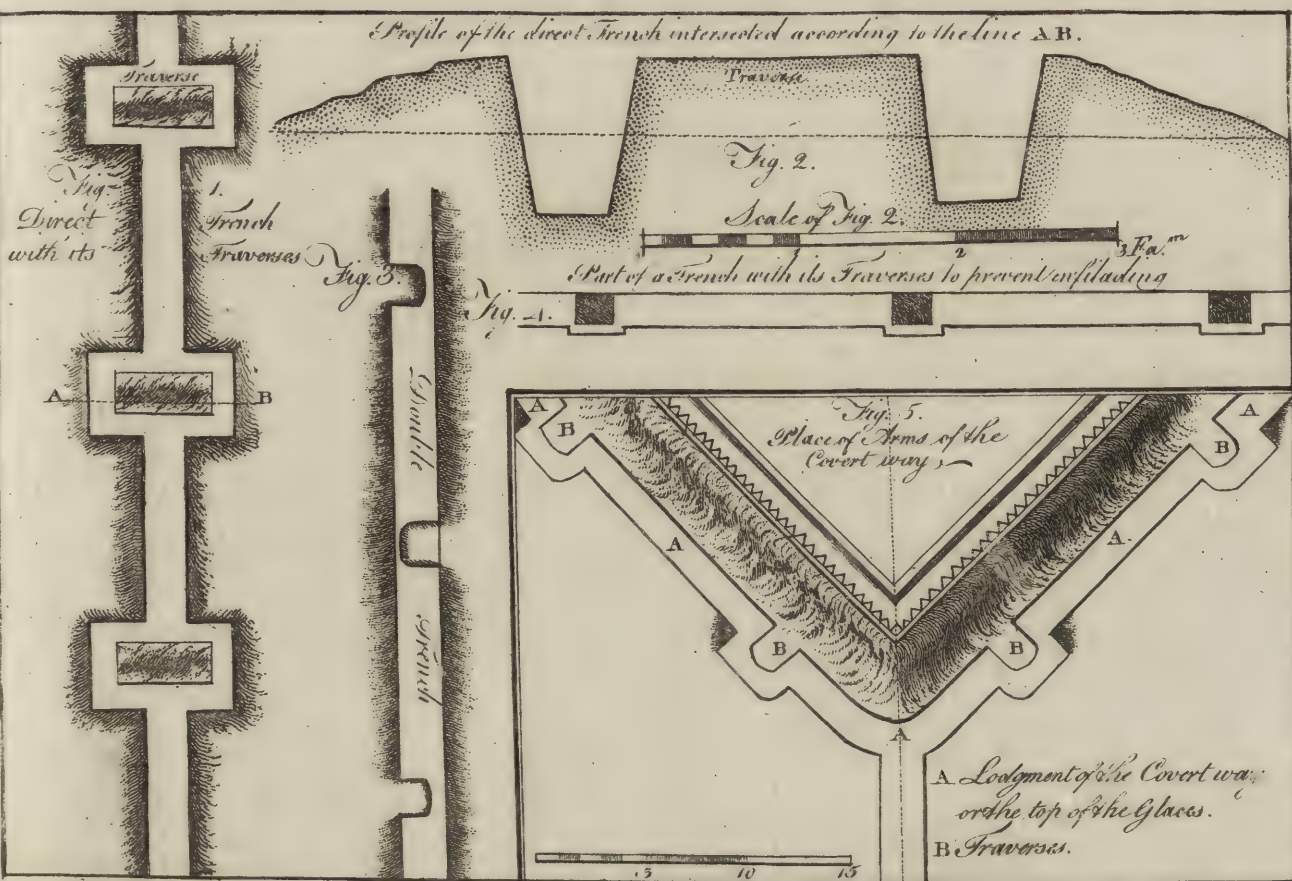 Profile of the direct Trench intersected according to the line AB.
Traverse
Traverse
Fig. 2.
Fig. 1.
Direct Trench
with its Traverses
Scale of Fig. 2.
1 2 3 Fa.m
Fig. 3.
Part of a Trench with its Traverses to prevent enfilading
Fig. 4.
A B
Double Trench
Fig. 5.
Place of Arms of the
Covert way,
A A
B B
A A
B B
A
A Lodgment of the Covert way
or the top of the Glaces.
B Traverses.
5 10 15